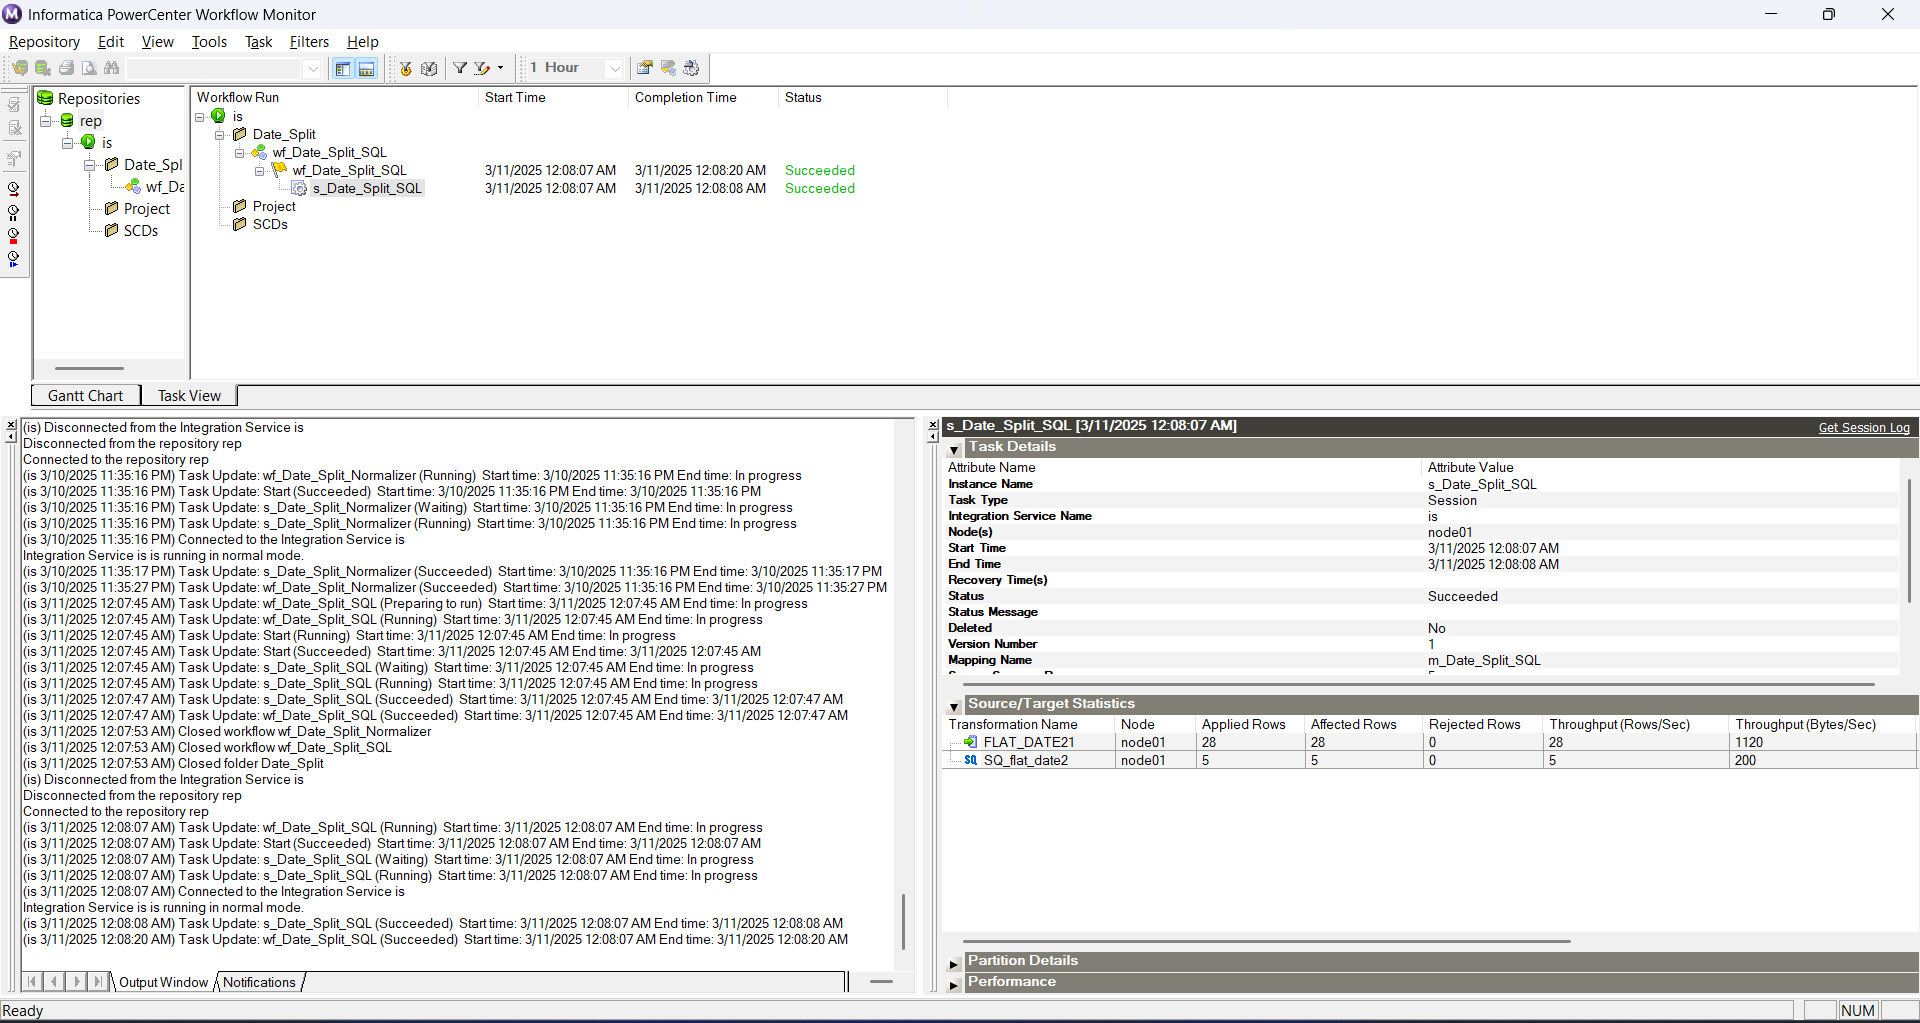 Informatica PowerCenter Workflow Monitor
Repository Edit View Tools Task Filters Help
1 Hour
Repositories
rep
is
Date_Spl
wf_Da
Project
SCDs
Workflow Run Start Time Completion Time Status
is
Date_Split
wf_Date_Split_SQL
wf_Date_Split_SQL 3/11/2025 12:08:07 AM 3/11/2025 12:08:20 AM Succeeded
s_Date_Split_SQL 3/11/2025 12:08:07 AM 3/11/2025 12:08:08 AM Succeeded
Project
SCDs
Gantt Chart Task View
(is) Disconnected from the Integration Service is
Disconnected from the repository rep
Connected to the repository rep
(is 3/10/2025 11:35:16 PM) Task Update: wf_Date_Split_Normalizer (Running) Start time: 3/10/2025 11:35:16 PM End time: In progress
(is 3/10/2025 11:35:16 PM) Task Update: Start (Succeeded) Start time: 3/10/2025 11:35:16 PM End time: 3/10/2025 11:35:16 PM
(is 3/10/2025 11:35:16 PM) Task Update: s_Date_Split_Normalizer (Waiting) Start time: 3/10/2025 11:35:16 PM End time: In progress
(is 3/10/2025 11:35:16 PM) Task Update: s_Date_Split_Normalizer (Running) Start time: 3/10/2025 11:35:16 PM End time: In progress
(is 3/10/2025 11:35:16 PM) Connected to the Integration Service is
Integration Service is is running in normal mode.
(is 3/10/2025 11:35:17 PM) Task Update: s_Date_Split_Normalizer (Succeeded) Start time: 3/10/2025 11:35:16 PM End time: 3/10/2025 11:35:17 PM
(is 3/10/2025 11:35:27 PM) Task Update: wf_Date_Split_Normalizer (Succeeded) Start time: 3/10/2025 11:35:16 PM End time: 3/10/2025 11:35:27 PM
(is 3/11/2025 12:07:45 AM) Task Update: wf_Date_Split_SQL (Preparing to run) Start time: 3/11/2025 12:07:45 AM End time: In progress
(is 3/11/2025 12:07:45 AM) Task Update: wf_Date_Split_SQL (Running) Start time: 3/11/2025 12:07:45 AM End time: In progress
(is 3/11/2025 12:07:45 AM) Task Update: Start (Running) Start time: 3/11/2025 12:07:45 AM End time: In progress
(is 3/11/2025 12:07:45 AM) Task Update: Start (Succeeded) Start time: 3/11/2025 12:07:45 AM End time: 3/11/2025 12:07:45 AM
(is 3/11/2025 12:07:45 AM) Task Update: s_Date_Split_SQL (Waiting) Start time: 3/11/2025 12:07:45 AM End time: In progress
(is 3/11/2025 12:07:45 AM) Task Update: s_Date_Split_SQL (Running) Start time: 3/11/2025 12:07:45 AM End time: In progress
(is 3/11/2025 12:07:47 AM) Task Update: s_Date_Split_SQL (Succeeded) Start time: 3/11/2025 12:07:45 AM End time: 3/11/2025 12:07:47 AM
(is 3/11/2025 12:07:47 AM) Task Update: wf_Date_Split_SQL (Succeeded) Start time: 3/11/2025 12:07:45 AM End time: 3/11/2025 12:07:47 AM
(is 3/11/2025 12:07:53 AM) Closed workflow wf_Date_Split_Normalizer
(is 3/11/2025 12:07:53 AM) Closed workflow wf_Date_Split_SQL
(is 3/11/2025 12:07:53 AM) Closed folder Date_Split
(is) Disconnected from the Integration Service is
Disconnected from the repository rep
Connected to the repository rep
(is 3/11/2025 12:08:07 AM) Task Update: wf_Date_Split_SQL (Running) Start time: 3/11/2025 12:08:07 AM End time: In progress
(is 3/11/2025 12:08:07 AM) Task Update: Start (Succeeded) Start time: 3/11/2025 12:08:07 AM End time: 3/11/2025 12:08:07 AM
(is 3/11/2025 12:08:07 AM) Task Update: s_Date_Split_SQL (Waiting) Start time: 3/11/2025 12:08:07 AM End time: In progress
(is 3/11/2025 12:08:07 AM) Task Update: s_Date_Split_SQL (Running) Start time: 3/11/2025 12:08:07 AM End time: In progress
(is 3/11/2025 12:08:07 AM) Connected to the Integration Service is
Integration Service is is running in normal mode.
(is 3/11/2025 12:08:08 AM) Task Update: s_Date_Split_SQL (Succeeded) Start time: 3/11/2025 12:08:07 AM End time: 3/11/2025 12:08:08 AM
(is 3/11/2025 12:08:20 AM) Task Update: wf_Date_Split_SQL (Succeeded) Start time: 3/11/2025 12:08:07 AM End time: 3/11/2025 12:08:20 AM
Output Window Notifications
s_Date_Split_SQL [3/11/2025 12:08:07 AM] Get Session Log
Task Details
Attribute Name Attribute Value
Instance Name s_Date_Split_SQL
Task Type Session
Integration Service Name is
Node(s) node01
Start Time 3/11/2025 12:08:07 AM
End Time 3/11/2025 12:08:08 AM
Recovery Time(s)
Status Succeeded
Status Message
Deleted No
Version Number 1
Mapping Name m_Date_Split_SQL
Source/Target Statistics
Transformation Name Node Applied Rows Affected Rows Rejected Rows Throughput (Rows/Sec) Throughput (Bytes/Sec)
FLAT_DATE21 node01 28 28 0 28 1120
SQ SQ_flat_date2 node01 5 5 0 5 200
Partition Details
Performance
Ready NUM